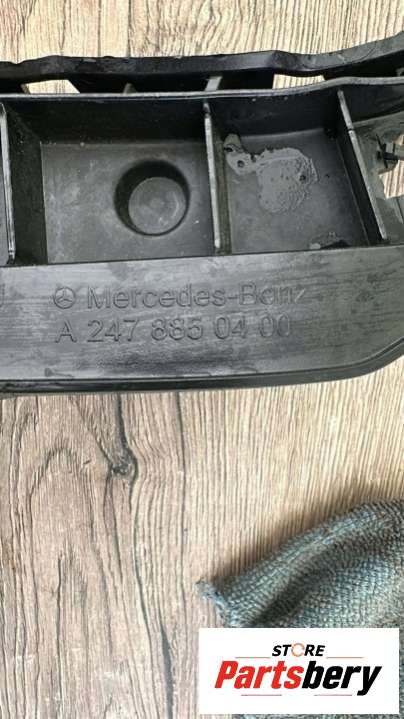 Mercedes-Benz
A 247 885 04 00
STORE
Partsbery